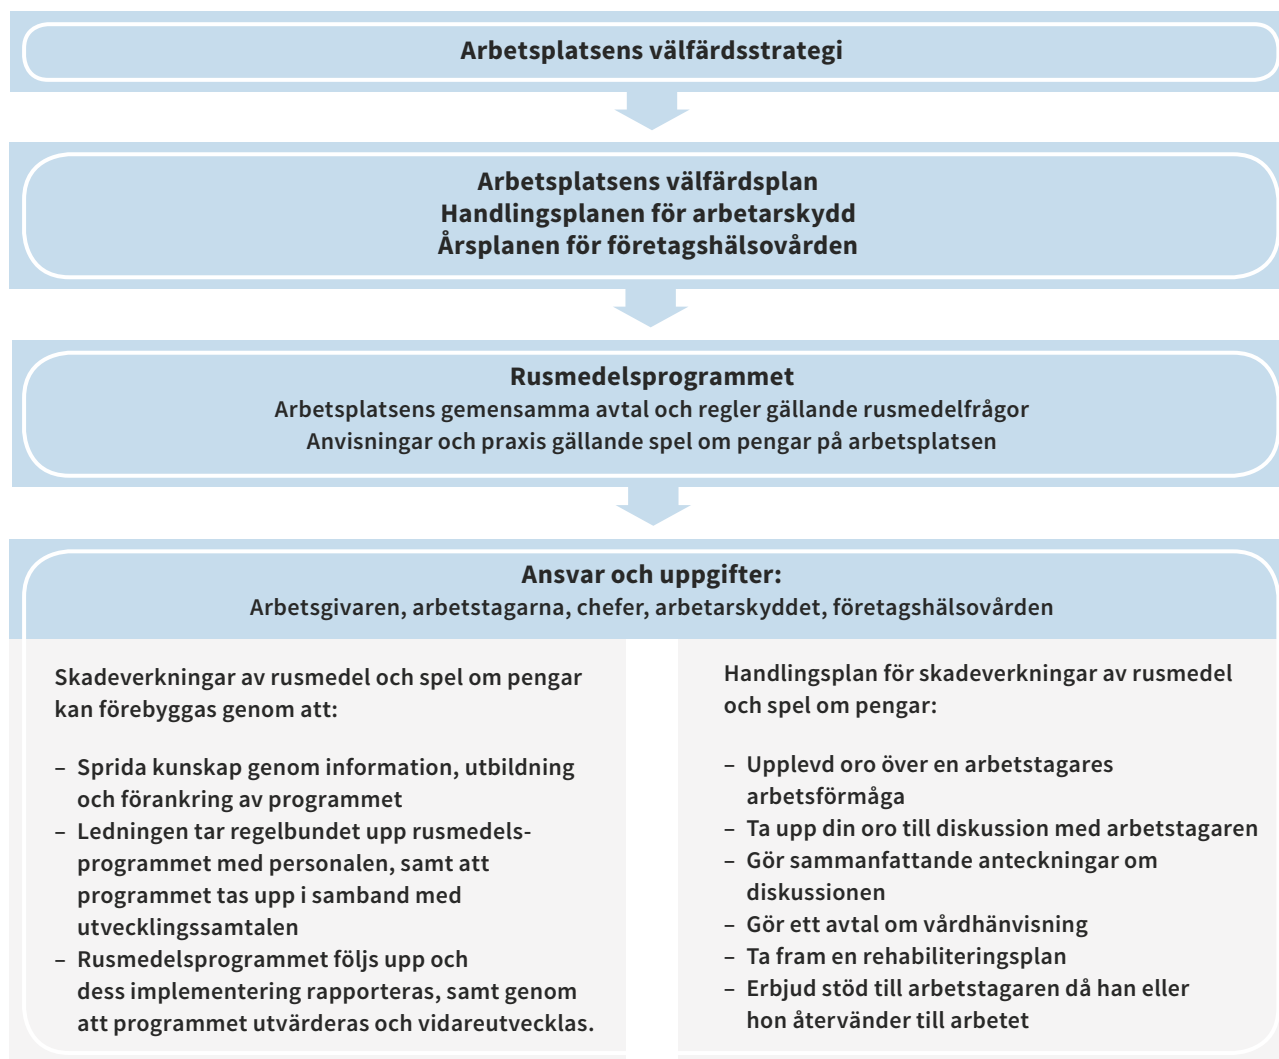 Arbetsplatsens välfärdsstrategi
Arbetsplatsens välfärdsplan
Handlingsplanen för arbetarskydd
Årsplanen för företagshälsovården
Rusmedelsprogrammet
Arbetsplatsens gemensamma avtal och regler gällande rusmedelfrågor
Anvisningar och praxis gällande spel om pengar på arbetsplatsen
Ansvar och uppgifter:
Arbetsgivaren, arbetstagarna, chefer, arbetarskyddet, företagshälsovården
Skadeverkningar av rusmedel och spel om pengar
kan förebyggas genom att:
– Sprida kunskap genom information, utbildning
och förankring av programmet
– Ledningen tar regelbundet upp rusmedels-
programmet med personalen, samt att
programmet tas upp i samband med
utvecklingssamtalen
– Rusmedelsprogrammet följs upp och
dess implementering rapporteras, samt genom
att programmet utvärderas och vidareutvecklas.
Handlingsplan för skadeverkningar av rusmedel
och spel om pengar:
– Upplevd oro över en arbetstagares
arbetsförmåga
– Ta upp din oro till diskussion med arbetstagaren
– Gör sammanfattande anteckningar om
diskussionen
– Gör ett avtal om vårdhänvisning
– Ta fram en rehabiliteringsplan
– Erbjud stöd till arbetstagaren då han eller
hon återvänder till arbetet